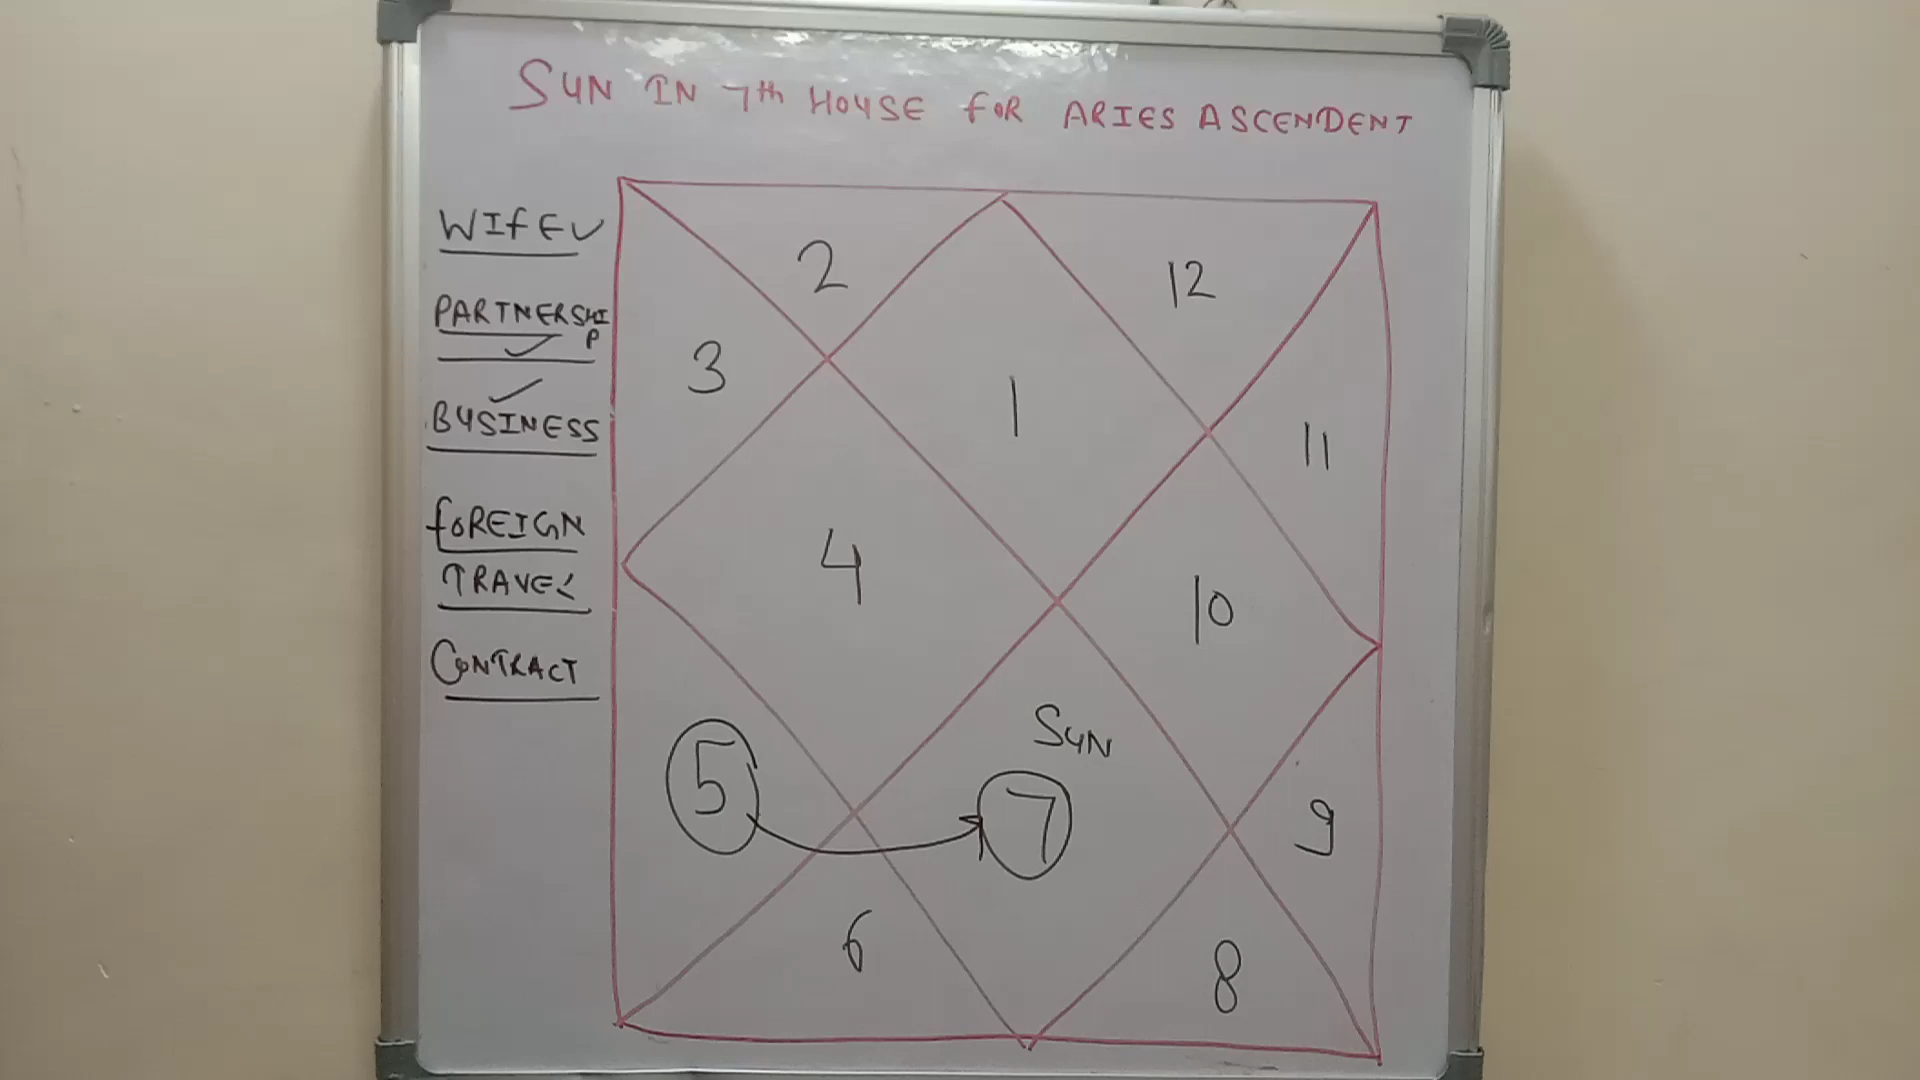 SUN IN 7th HOUSE FOR ARIES ASCENDENT
WIFE
PARTNERSHIP
BUSINESS
FOREIGN
TRAVEL
CONTRACT
2
12
3
1
11
4
10
SUN
5
7
9
6
8